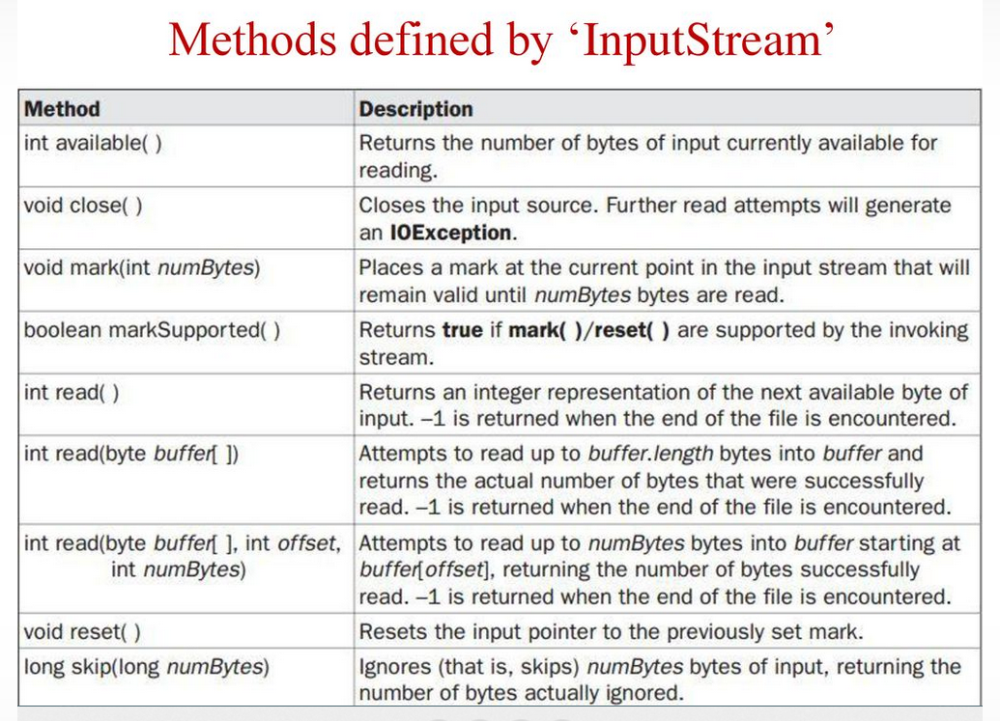 Methods defined by ‘InputStream’
Method Description
int available( ) Returns the number of bytes of input currently available for
reading.
void close( ) Closes the input source. Further read attempts will generate
an IOException.
void mark(int numBytes) Places a mark at the current point in the input stream that will
remain valid until numBytes bytes are read.
boolean markSupported( ) Returns true if mark( )/reset( ) are supported by the invoking
stream.
int read( ) Returns an integer representation of the next available byte of
input. –1 is returned when the end of the file is encountered.
int read(byte buffer[ ]) Attempts to read up to buffer.length bytes into buffer and
returns the actual number of bytes that were successfully
read. –1 is returned when the end of the file is encountered.
int read(byte buffer[ ], int offset, Attempts to read up to numBytes bytes into buffer starting at
int numBytes) buffer[offset], returning the number of bytes successfully
read. –1 is returned when the end of the file is encountered.
void reset( ) Resets the input pointer to the previously set mark.
long skip(long numBytes) Ignores (that is, skips) numBytes bytes of input, returning the
number of bytes actually ignored.